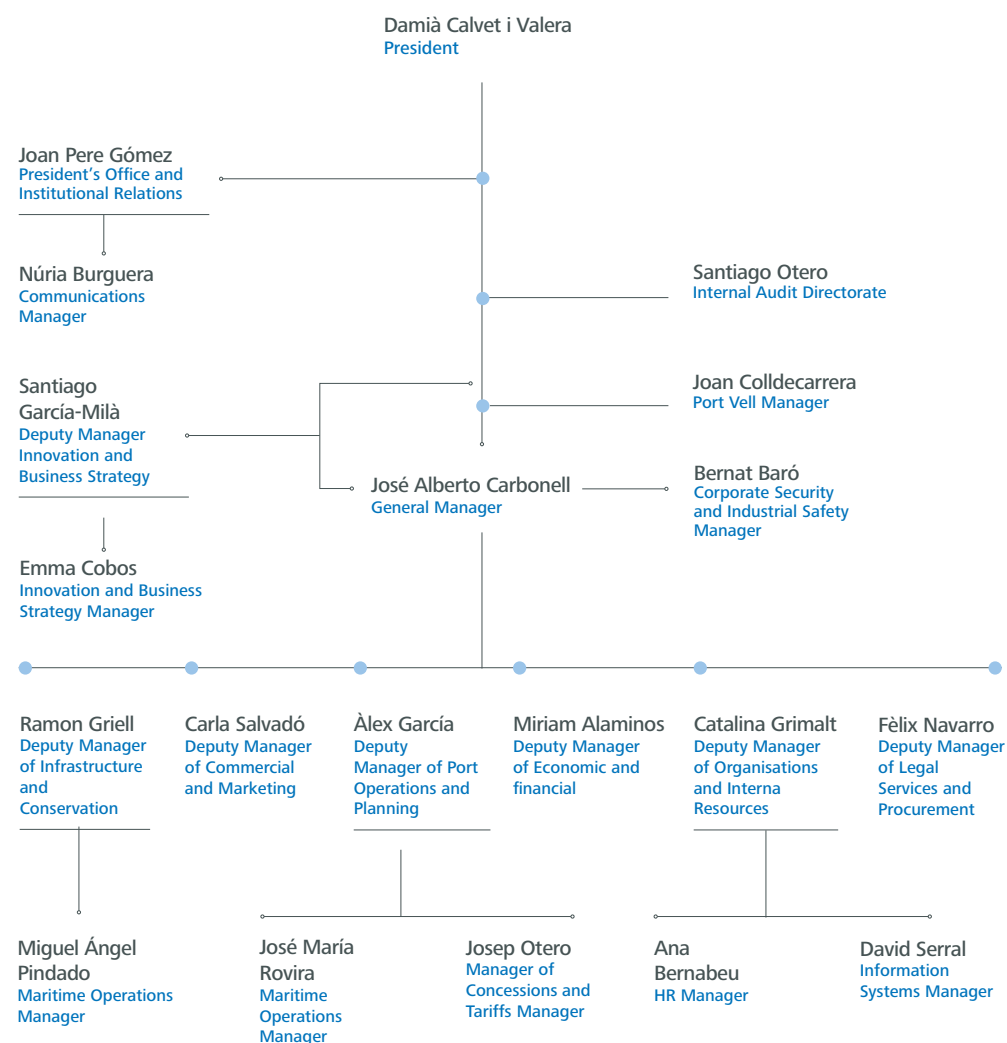 Damià Calvet i Valera
President
Joan Pere Gómez
President's Office and
Institutional Relations
Núria Burguera
Communications
Manager
Santiago Otero
Internal Audit Directorate
Santiago
García-Milà
Deputy Manager
Innovation and
Business Strategy
Joan Colldecarrera
Port Vell Manager
José Alberto Carbonell
General Manager
Bernat Baró
Corporate Security
and Industrial Safety
Manager
Emma Cobos
Innovation and Business
Strategy Manager
Ramon Griell
Deputy Manager
of Infrastructure
and
Conservation
Carla Salvadó
Deputy Manager
of Commercial
and Marketing
Àlex García
Deputy
Manager of Port
Operations and
Planning
Miriam Alaminos
Deputy Manager
of Economic and
financial
Catalina Grimalt
Deputy Manager
of Organisations
and Interna
Resources
Fèlix Navarro
Deputy Manager
of Legal
Services and
Procurement
Miguel Ángel
Pindado
Maritime Operations
Manager
José María
Rovira
Maritime
Operations
Manager
Josep Otero
Manager of
Concessions and
Tariffs Manager
Ana
Bernabeu
HR Manager
David Serral
Information
Systems Manager